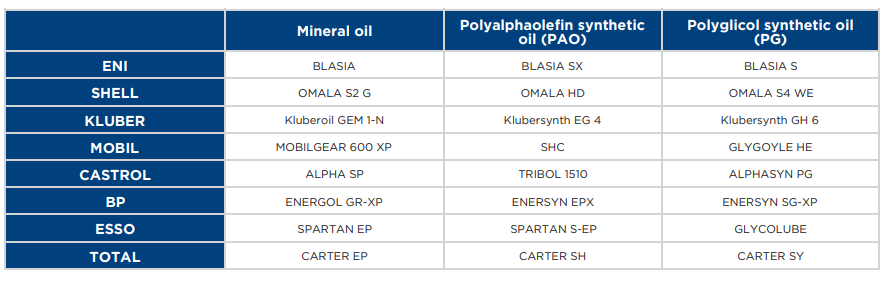 Mineral oil Polyalphaolefin synthetic oil (PAO) Polyglicol synthetic oil (PG)
ENI BLASIA BLASIA SX BLASIA S
SHELL OMALA S2 G OMALA HD OMALA S4 WE
KLUBER Kluberoil GEM 1-N Klubersynth EG 4 Klubersynth GH 6
MOBIL MOBILGEAR 600 XP SHC GLYGOYLE HE
CASTROL ALPHA SP TRIBOL 1510 ALPHASYN PG
BP ENERGOL GR-XP ENERSYN EPX ENERSYN SG-XP
ESSO SPARTAN EP SPARTAN S-EP GLYCOLUBE
TOTAL CARTER EP CARTER SH CARTER SY